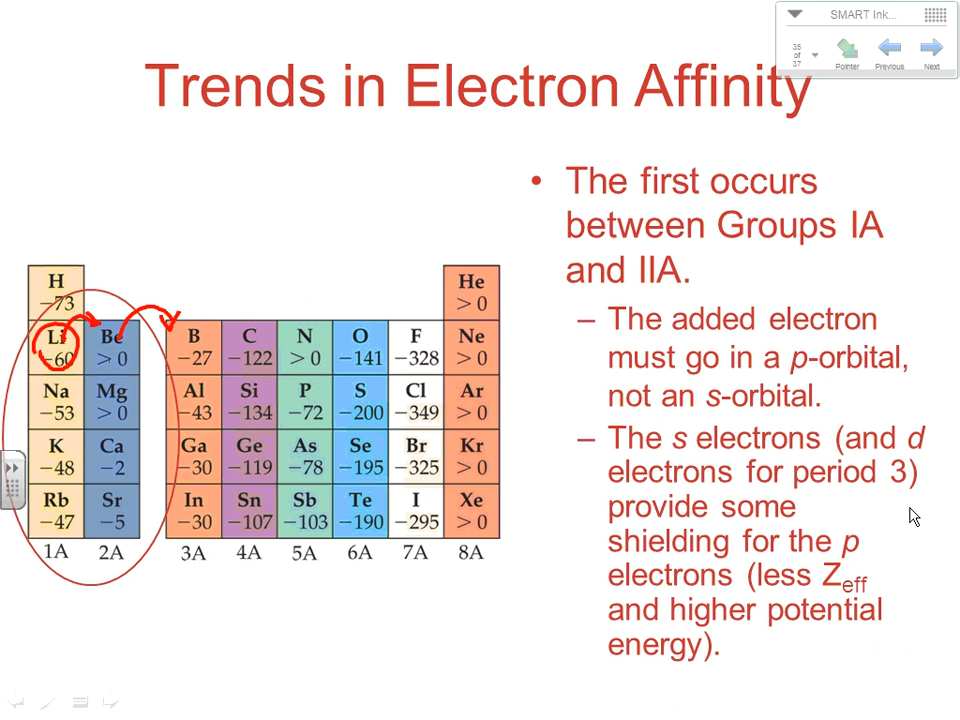 SMART Ink...
35
of
37
Pointer
Previous
Next
Trends in Electron Affinity
• The first occurs
between Groups IA
and IIA.
– The added electron
must go in a p-orbital,
not an s-orbital.
– The s electrons (and d
electrons for period 3)
provide some
shielding for the p
electrons (less Zeff
and higher potential
energy).
H He
−73 > 0
Li Be B C N O F Ne
−60 > 0 −27 −122 > 0 −141 −328 > 0
Na Mg Al Si P S Cl Ar
−53 > 0 −43 −134 −72 −200 −349 > 0
K Ca Ga Ge As Se Br Kr
−48 −2 −30 −119 −78 −195 −325 > 0
Rb Sr In Sn Sb Te I Xe
−47 −5 −30 −107 −103 −190 −295 > 0
1A 2A 3A 4A 5A 6A 7A 8A